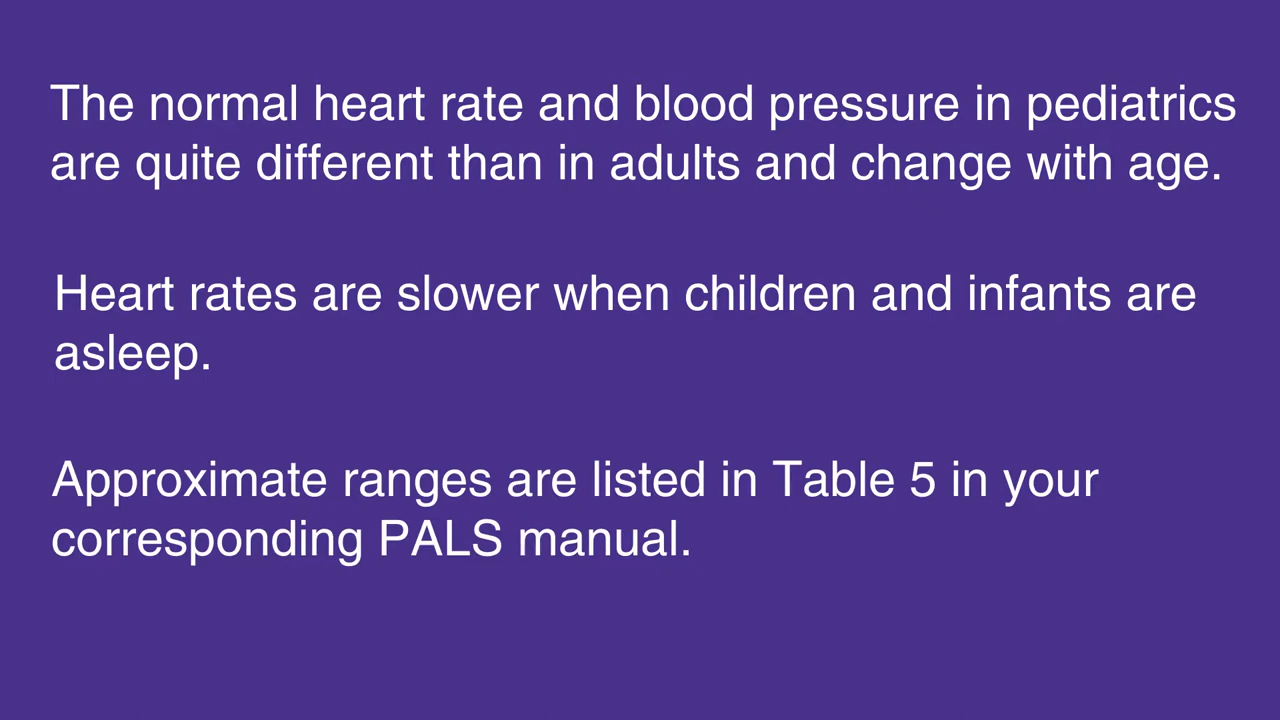 The normal heart rate and blood pressure in pediatrics
are quite different than in adults and change with age.
Heart rates are slower when children and infants are
asleep.
Approximate ranges are listed in Table 5 in your
corresponding PALS manual.